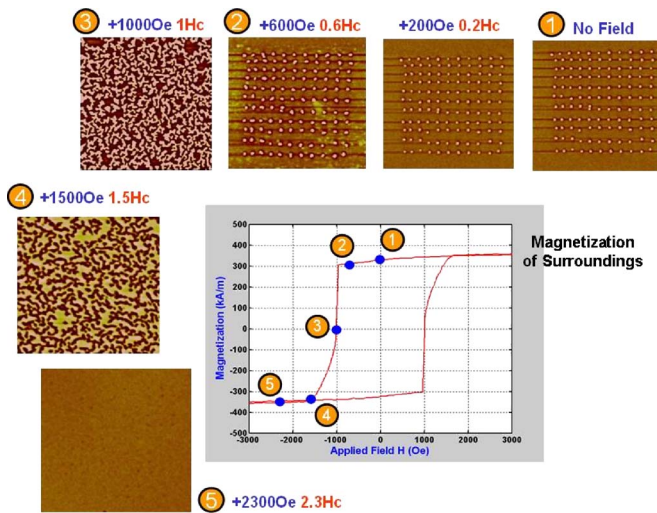 3 +1000Oe 1Hc
2 +600Oe 0.6Hc
+200Oe 0.2Hc
1 No Field
4 +1500Oe 1.5Hc
Magnetization
of Surroundings
500
400
300
200
100
0
-100
-200
-300
-400
-500
Magnetization (kA/m)
1
2
3
4
5
-3000 -2000 -1000 0 1000 2000 3000
Applied Field H (Oe)
5 +2300Oe 2.3Hc